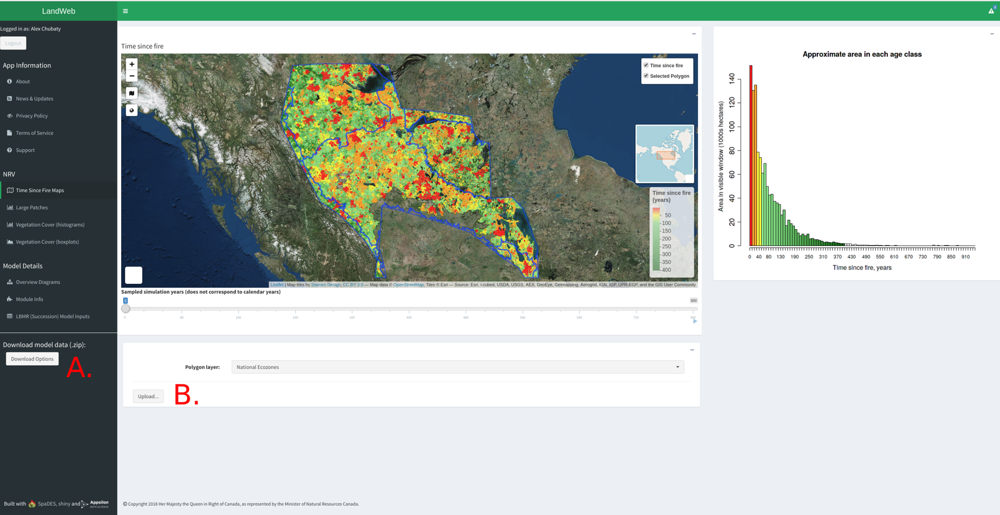 LandWeb
2
Logged in as: Alex Chubaty
Logout
App Information
About
News & Updates
Privacy Policy
Terms of Service
Support
NRV
Time Since Fire Maps
Large Patches
Vegetation Cover (histograms)
Vegetation Cover (boxplots)
Model Details
Overview Diagrams
Module Info
LBMR (Succession) Model Inputs
Download model data (.zip):
Download Options
A.
Built with SpaDES, shiny and Appsilon
DATA SCIENCE
Time since fire
+
−
Time since fire
Selected Polygon
Time since fire
(years)
50
100
150
200
250
300
350
400
Leaflet | Map tiles by Stamen Design, CC BY 3.0 — Map data © OpenStreetMap, Tiles © Esri — Source: Esri, i-cubed, USDA, USGS, AEX, GeoEye, Getmapping, Aerogrid, IGN, IGP, UPR-EGP, and the GIS User Community
Sampled simulation years (does not correspond to calendar years)
0 800
0 80 160 240 320 400 480 560 640 720 800
Polygon layer: National Ecozones
Upload...
B.
© Copyright 2018 Her Majesty the Queen in Right of Canada, as represented by the Minister of Natural Resources Canada.
Approximate area in each age class
Area in visible window (1000s hectares)
140
120
100
80
60
40
20
0
0 40 80 130 190 250 310 370 430 490 550 610 670 730 790 850 910
Time since fire, years